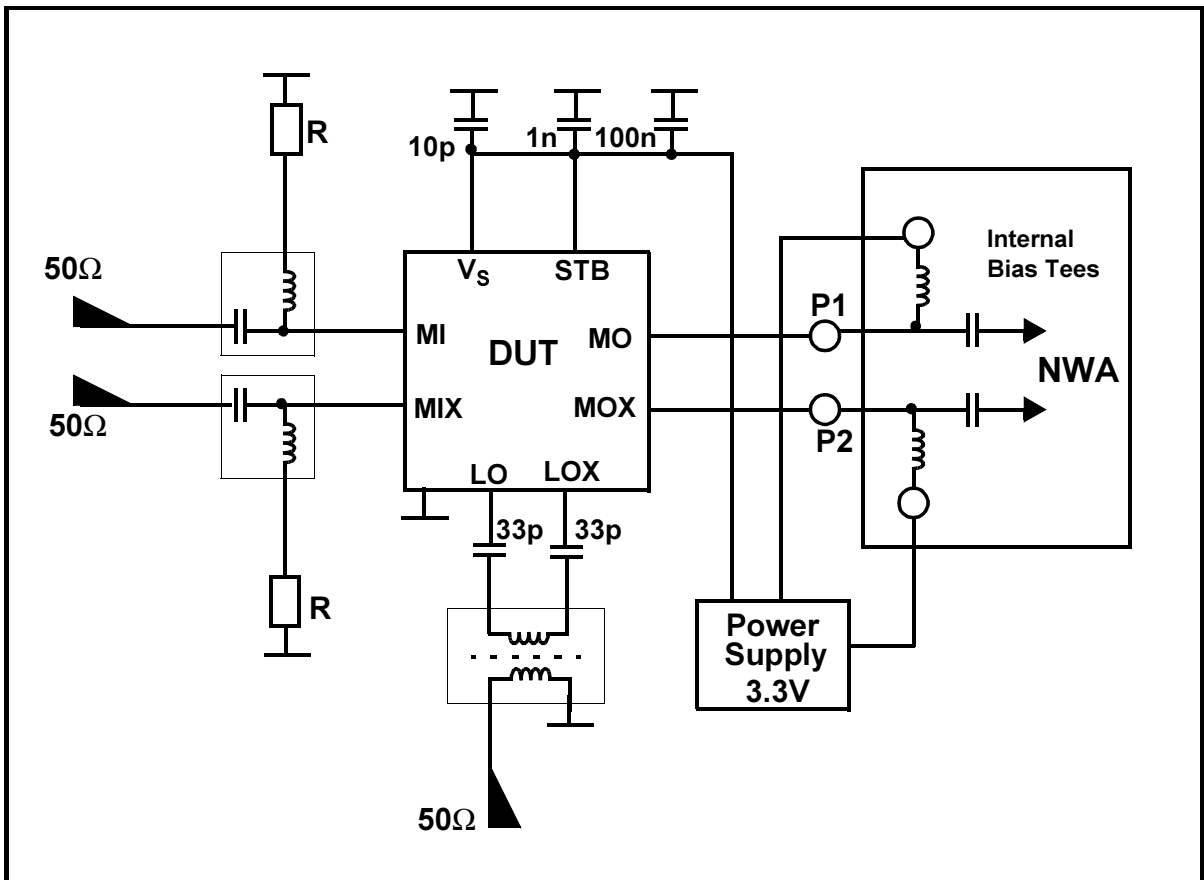 R
10p
1n
100n
50Ω
V_S
STB
Internal
Bias Tees
P1
MI
DUT
MO
NWA
50Ω
MIX
MOX
P2
LO
LOX
33p
33p
R
Power
Supply
3.3V
50Ω